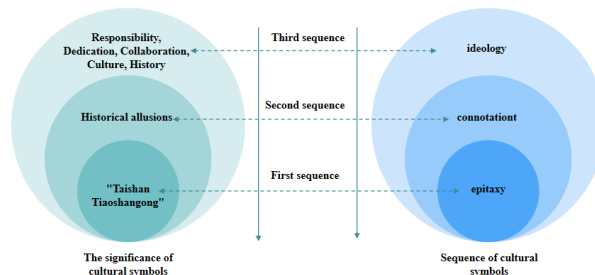 Responsibility,
Dedication, Collaboration,
Culture, History
Third sequence
ideology
Historical allusions
Second sequence
connotationt
"Taishan
Tiaoshangong"
First sequence
epitaxy
The significance of
cultural symbols
Sequence of cultural
symbols